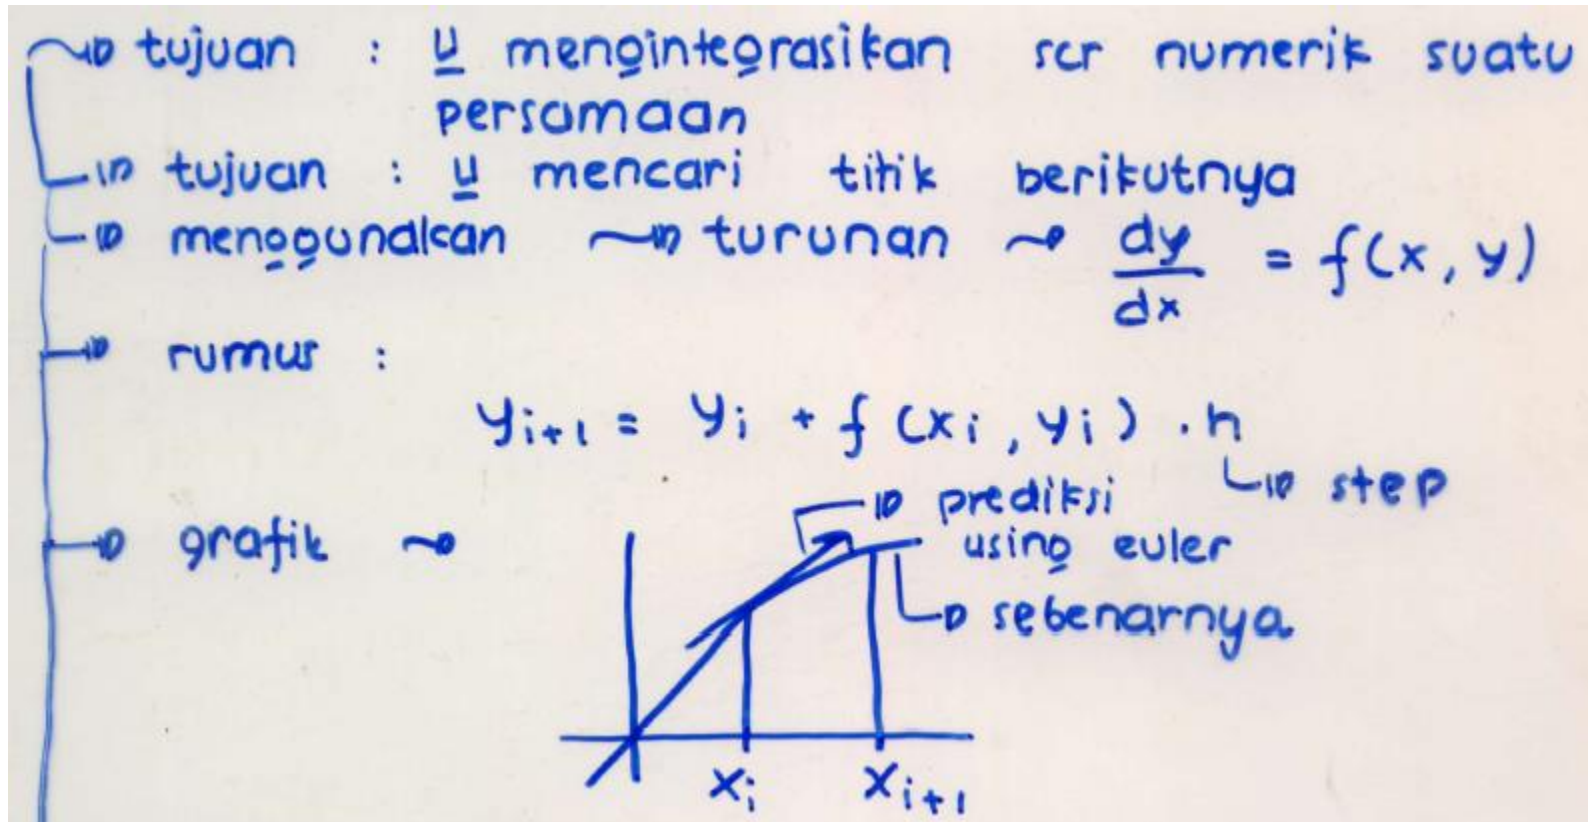 tujuan : u mengintegrasikan scr numerik suatu
persamaan
tujuan : u mencari titik berikutnya
menggunakan turunan dy/dx = f(x, y)
rumus :
yi+1 = yi + f(xi, yi) . h
step
grafik
prediksi
using euler
sebenarnya
xi xi+1